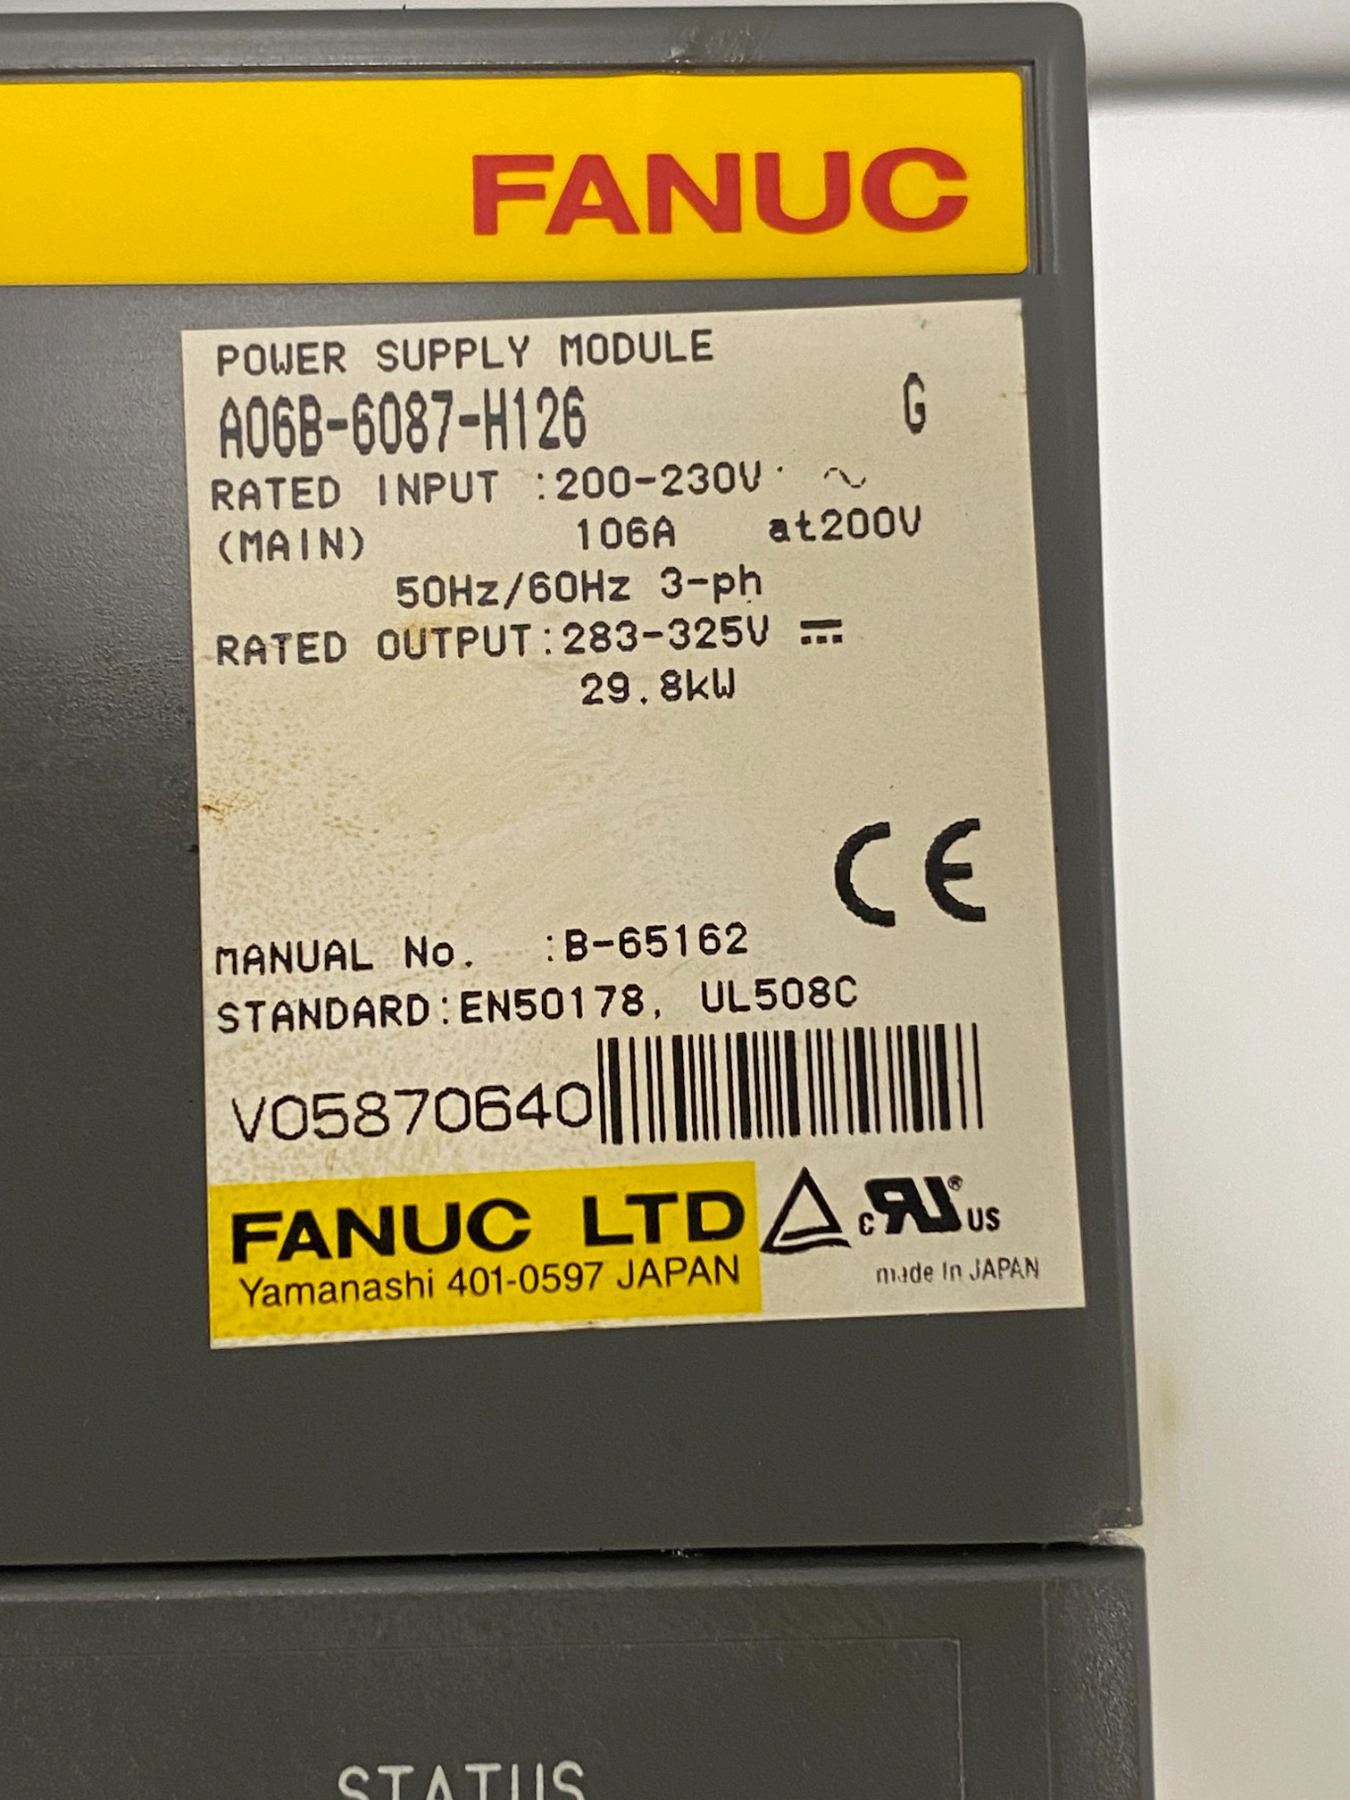 FANUC
POWER SUPPLY MODULE
A06B-6087-H126 G
RATED INPUT :200-230V ~
(MAIN) 106A at200V
50Hz/60Hz 3-ph
RATED OUTPUT:283-325V ⎓
29.8kW
CE
MANUAL No. :B-65162
STANDARD:EN50178, UL508C
V05870640
FANUC LTD
Yamanashi 401-0597 JAPAN
c RU ® US
made In JAPAN
STATUS